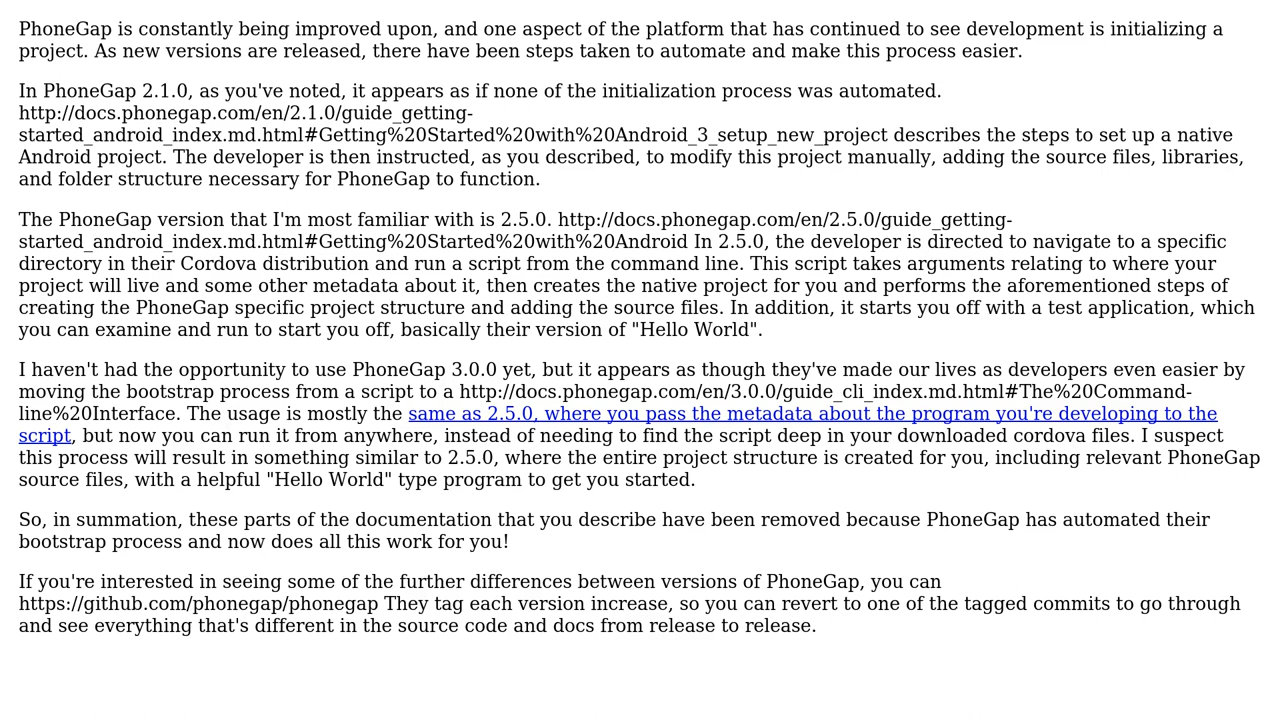 PhoneGap is constantly being improved upon, and one aspect of the platform that has continued to see development is initializing a
project. As new versions are released, there have been steps taken to automate and make this process easier.
In PhoneGap 2.1.0, as you've noted, it appears as if none of the initialization process was automated.
http://docs.phonegap.com/en/2.1.0/guide_getting-
started_android_index.md.html#Getting%20Started%20with%20Android_3_setup_new_project describes the steps to set up a native
Android project. The developer is then instructed, as you described, to modify this project manually, adding the source files, libraries,
and folder structure necessary for PhoneGap to function.
The PhoneGap version that I'm most familiar with is 2.5.0. http://docs.phonegap.com/en/2.5.0/guide_getting-
started_android_index.md.html#Getting%20Started%20with%20Android In 2.5.0, the developer is directed to navigate to a specific
directory in their Cordova distribution and run a script from the command line. This script takes arguments relating to where your
project will live and some other metadata about it, then creates the native project for you and performs the aforementioned steps of
creating the PhoneGap specific project structure and adding the source files. In addition, it starts you off with a test application, which
you can examine and run to start you off, basically their version of "Hello World".
I haven't had the opportunity to use PhoneGap 3.0.0 yet, but it appears as though they've made our lives as developers even easier by
moving the bootstrap process from a script to a http://docs.phonegap.com/en/3.0.0/guide_cli_index.md.html#The%20Command-
line%20Interface. The usage is mostly the same as 2.5.0, where you pass the metadata about the program you're developing to the
script, but now you can run it from anywhere, instead of needing to find the script deep in your downloaded cordova files. I suspect
this process will result in something similar to 2.5.0, where the entire project structure is created for you, including relevant PhoneGap
source files, with a helpful "Hello World" type program to get you started.
So, in summation, these parts of the documentation that you describe have been removed because PhoneGap has automated their
bootstrap process and now does all this work for you!
If you're interested in seeing some of the further differences between versions of PhoneGap, you can
https://github.com/phonegap/phonegap They tag each version increase, so you can revert to one of the tagged commits to go through
and see everything that's different in the source code and docs from release to release.